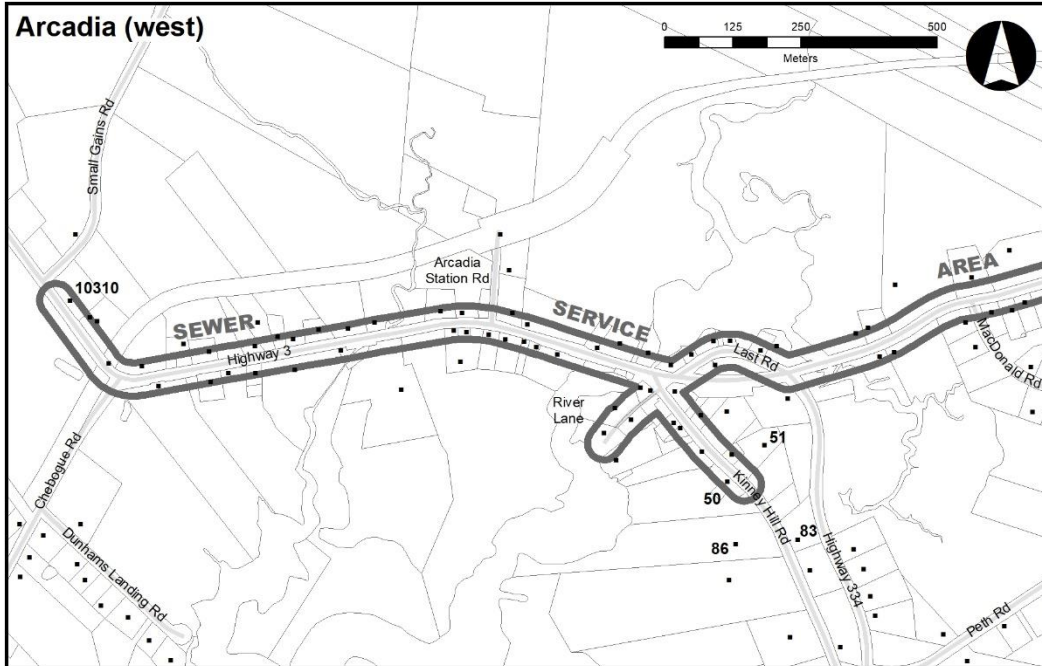 Arcadia (west)
0 125 250 500
Meters
Small Gains Rd
10310
Arcadia
Station Rd
SEWER
SERVICE
AREA
Highway 3
Last Rd
MacDonald Rd
River
Lane
51
50
Kinney Hill Rd
Chebogue Rd
86
83
Highway 334
Dunhams Landing Rd
Peth Rd